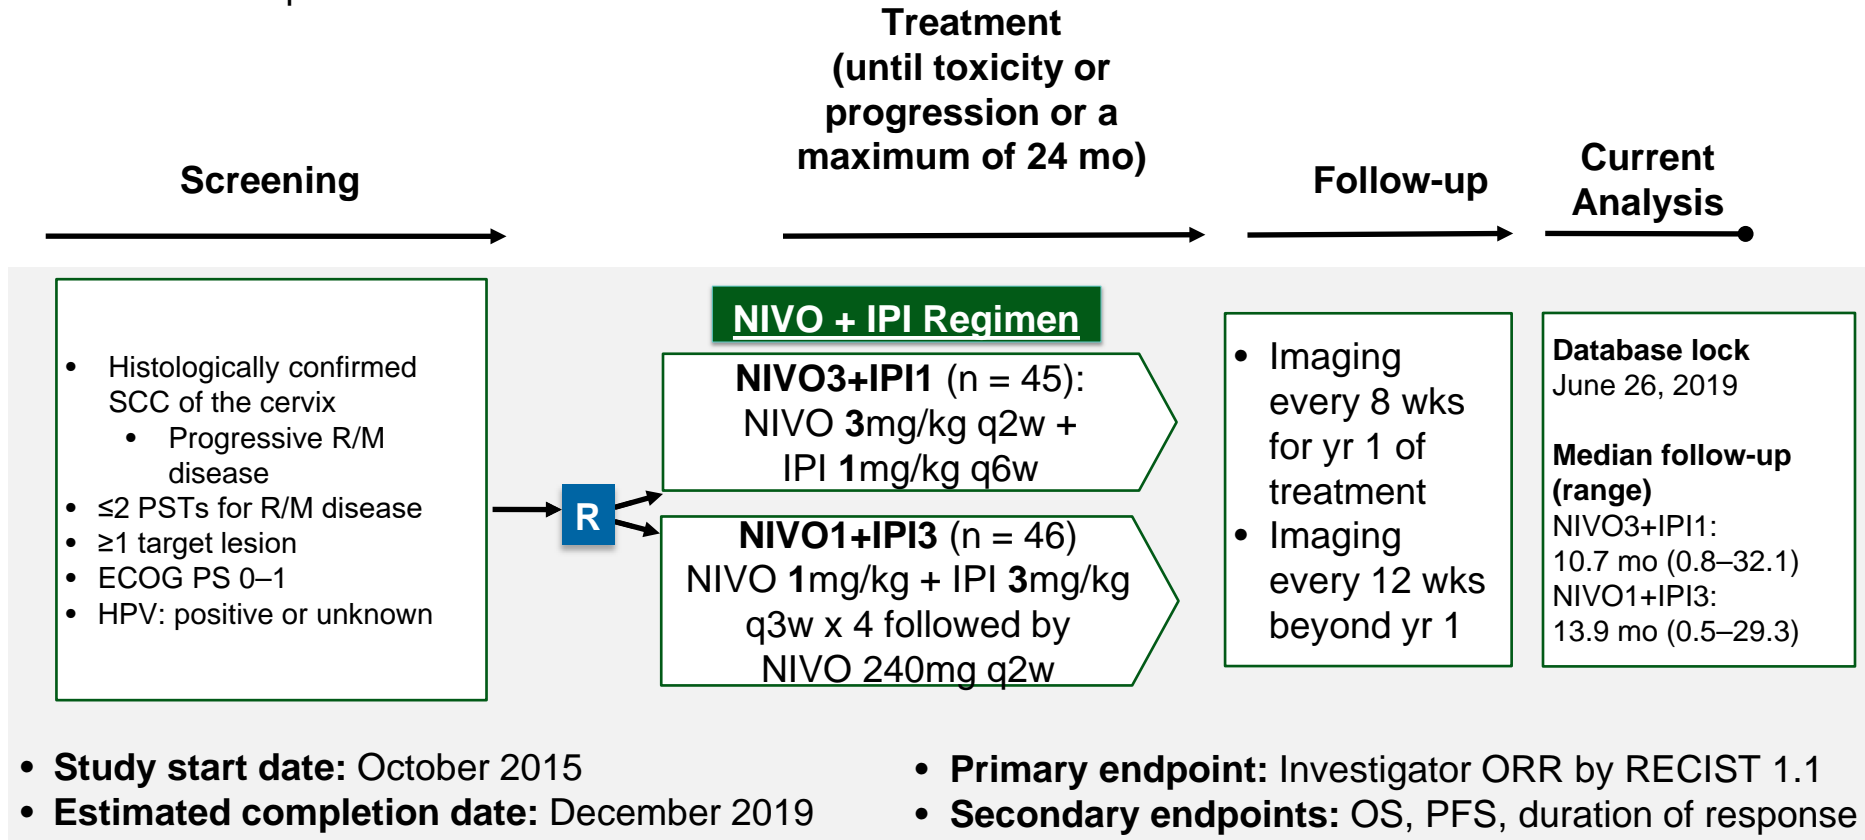 Treatment
(until toxicity or
progression or a
maximum of 24 mo)
Screening
Follow-up
Current
Analysis
• Histologically confirmed
SCC of the cervix
• Progressive R/M
disease
• ≤2 PSTs for R/M disease
• ≥1 target lesion
• ECOG PS 0–1
• HPV: positive or unknown
R
NIVO + IPI Regimen
NIVO3+IPI1 (n = 45):
NIVO 3mg/kg q2w +
IPI 1mg/kg q6w
NIVO1+IPI3 (n = 46)
NIVO 1mg/kg + IPI 3mg/kg
q3w x 4 followed by
NIVO 240mg q2w
• Imaging
every 8 wks
for yr 1 of
treatment
• Imaging
every 12 wks
beyond yr 1
Database lock
June 26, 2019
Median follow-up
(range)
NIVO3+IPI1:
10.7 mo (0.8–32.1)
NIVO1+IPI3:
13.9 mo (0.5–29.3)
• Study start date: October 2015
• Estimated completion date: December 2019
• Primary endpoint: Investigator ORR by RECIST 1.1
• Secondary endpoints: OS, PFS, duration of response